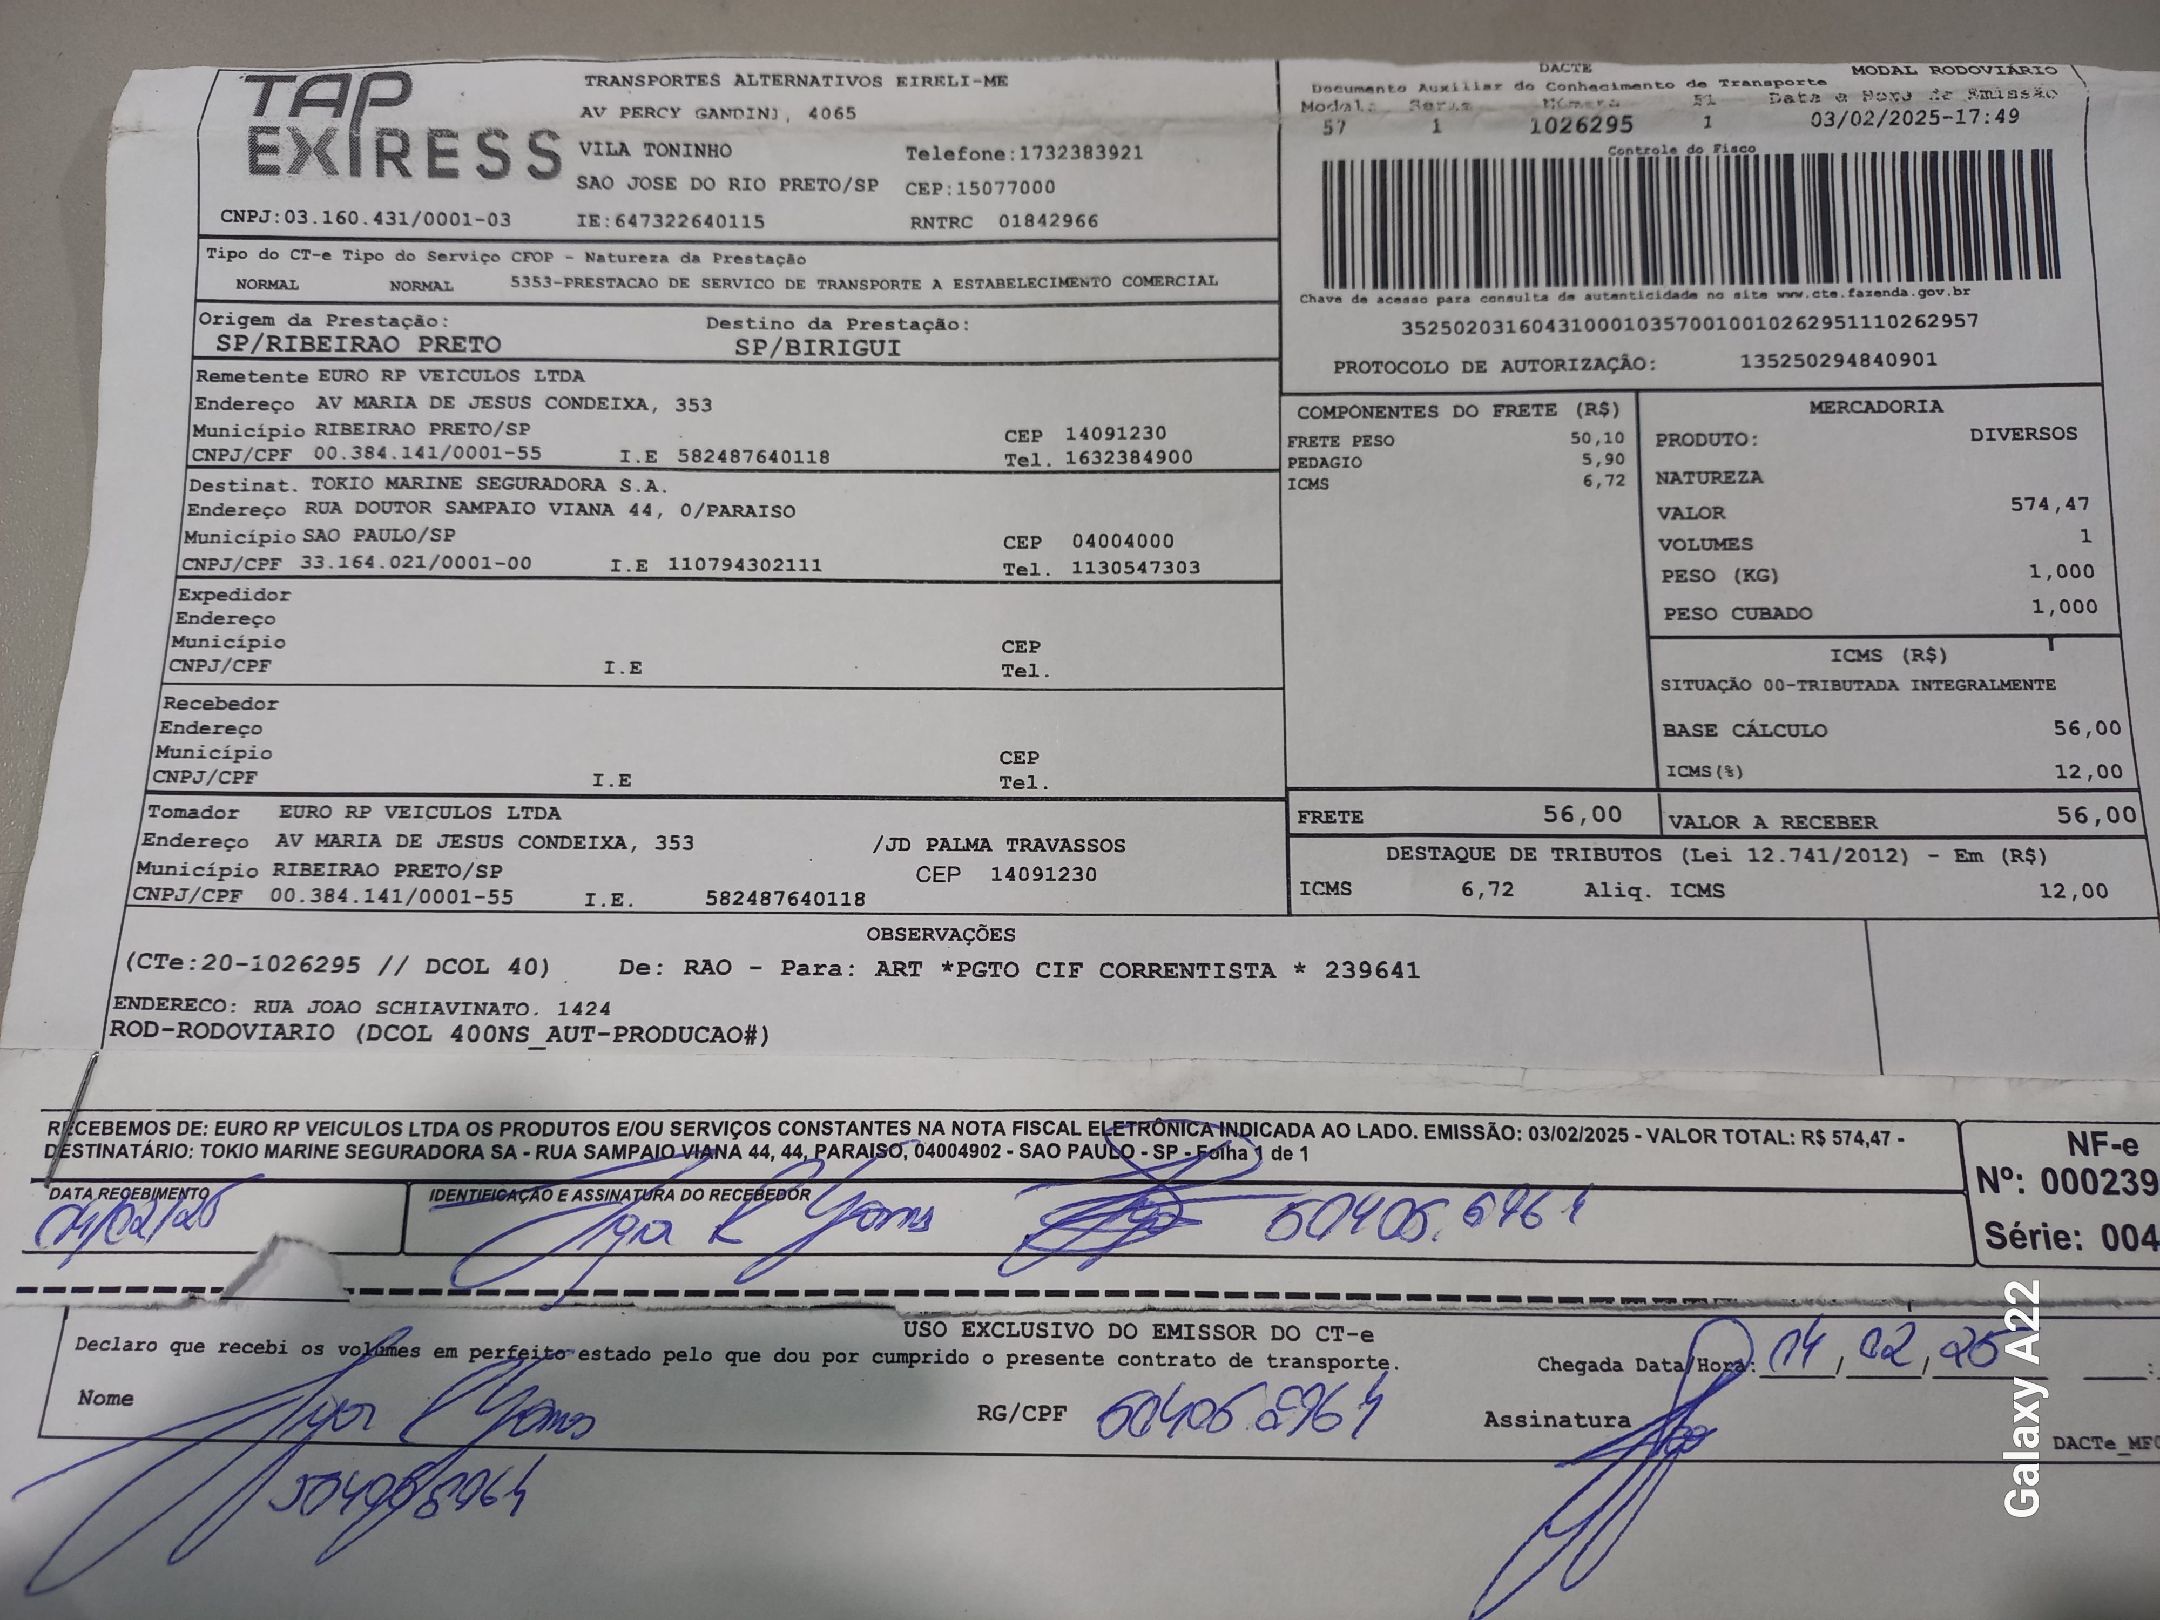 TAP EXPRESS
TRANSPORTES ALTERNATIVOS EIRELI-ME
AV PERCY GANDINI, 4065
VILA TONINHO Telefone:1732383921
SAO JOSE DO RIO PRETO/SP CEP:15077000
CNPJ:03.160.431/0001-03 IE:647322640115 RNTRC 01842966
DACTE MODAL RODOVIÁRIO
Documento Auxiliar do Conhecimento de Transporte
Modal: Serie Número Fl Data e Hora de Emissão
57 1 1026295 1 03/02/2025-17:49
Controle do Fisco
Chave de acesso para consulta de autenticidade no site www.cte.fazenda.gov.br
35250203160431000103570010010262951110262957
PROTOCOLO DE AUTORIZAÇÃO: 135250294840901
Tipo do CT-e Tipo do Serviço CFOP - Natureza da Prestação
NORMAL NORMAL 5353-PRESTACAO DE SERVICO DE TRANSPORTE A ESTABELECIMENTO COMERCIAL
Origem da Prestação: Destino da Prestação:
SP/RIBEIRAO PRETO SP/BIRIGUI
Remetente EURO RP VEICULOS LTDA
Endereço AV MARIA DE JESUS CONDEIXA, 353
Município RIBEIRAO PRETO/SP CEP 14091230
CNPJ/CPF 00.384.141/0001-55 I.E 582487640118 Tel. 1632384900
Destinat. TOKIO MARINE SEGURADORA S.A.
Endereço RUA DOUTOR SAMPAIO VIANA 44, 0/PARAISO
Município SAO PAULO/SP CEP 04004000
CNPJ/CPF 33.164.021/0001-00 I.E 110794302111 Tel. 1130547303
Expedidor
Endereço
Município CEP
CNPJ/CPF I.E Tel.
Recebedor
Endereço
Município CEP
CNPJ/CPF I.E Tel.
Tomador EURO RP VEICULOS LTDA
Endereço AV MARIA DE JESUS CONDEIXA, 353 /JD PALMA TRAVASSOS
Município RIBEIRAO PRETO/SP CEP 14091230
CNPJ/CPF 00.384.141/0001-55 I.E. 582487640118
COMPONENTES DO FRETE (R$)
FRETE PESO 50,10
PEDAGIO 5,90
ICMS 6,72
MERCADORIA
PRODUTO: DIVERSOS
NATUREZA
VALOR 574,47
VOLUMES 1
PESO (KG) 1,000
PESO CUBADO 1,000
ICMS (R$)
SITUAÇÃO 00-TRIBUTADA INTEGRALMENTE
BASE CÁLCULO 56,00
ICMS(%) 12,00
FRETE 56,00 VALOR A RECEBER 56,00
DESTAQUE DE TRIBUTOS (Lei 12.741/2012) - Em (R$)
ICMS 6,72 Aliq. ICMS 12,00
OBSERVAÇÕES
(CTe:20-1026295 // DCOL 40) De: RAO - Para: ART *PGTO CIF CORRENTISTA * 239641
ENDERECO: RUA JOAO SCHIAVINATO. 1424
ROD-RODOVIARIO (DCOL 400NS_AUT-PRODUCAO#)
RECEBEMOS DE: EURO RP VEICULOS LTDA OS PRODUTOS E/OU SERVIÇOS CONSTANTES NA NOTA FISCAL ELETRÔNICA INDICADA AO LADO. EMISSÃO: 03/02/2025 - VALOR TOTAL: R$ 574,47 -
DESTINATÁRIO: TOKIO MARINE SEGURADORA SA - RUA SAMPAIO VIANA 44, 44, PARAISO, 04004902 - SAO PAULO - SP - Folha 1 de 1
NF-e
Nº: 000239
Série: 004
DATA RECEBIMENTO IDENTIFICAÇÃO E ASSINATURA DO RECEBEDOR
USO EXCLUSIVO DO EMISSOR DO CT-e
Declaro que recebi os volumes em perfeito estado pelo que dou por cumprido o presente contrato de transporte.
Chegada Data/Hora: 04/02/25
Nome RG/CPF Assinatura
DACTe_MF
Galaxy A22